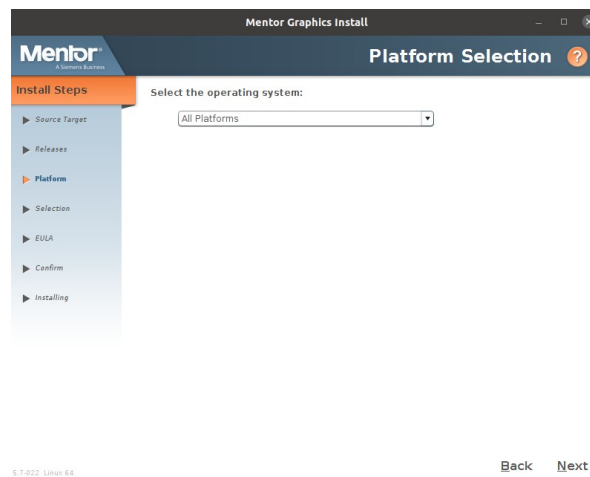 Mentor Graphics Install
Mentor
A Siemens Business
Platform Selection
?
Install Steps
Select the operating system:
All Platforms
Source Target
Releases
Platform
Selection
EULA
Confirm
Installing
Back Next
5.7-022 Linux 64